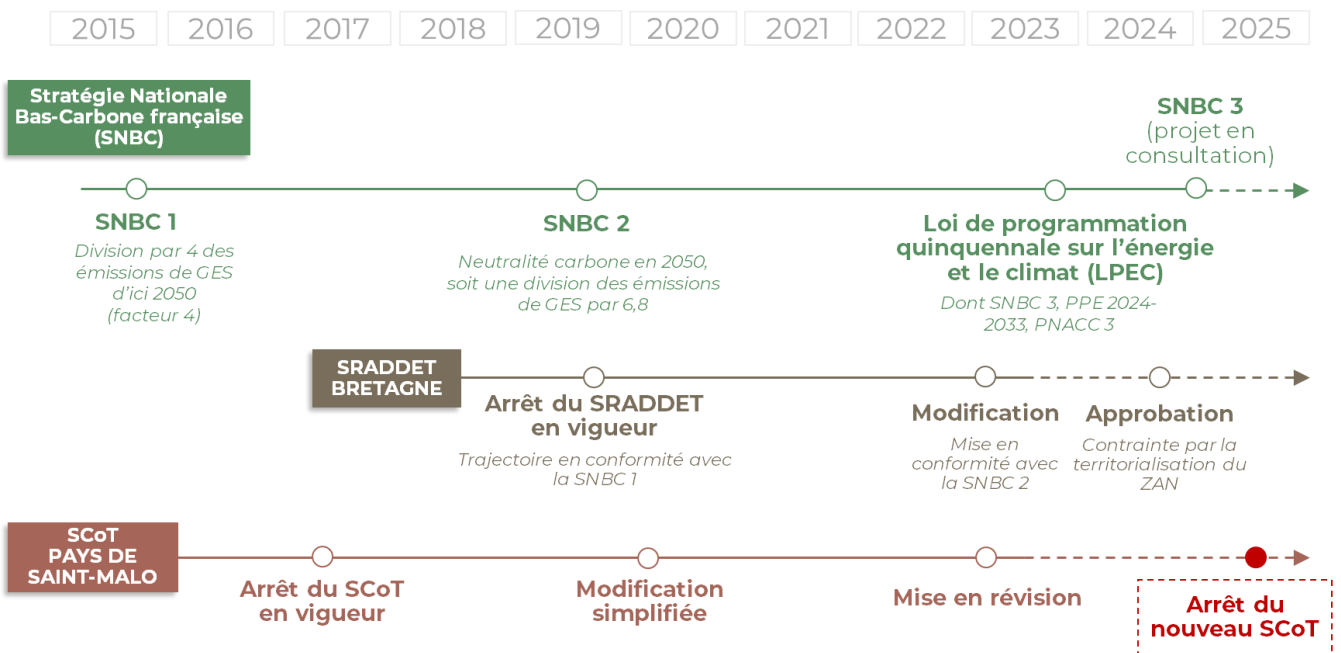 2015 2016 2017 2018 2019 2020 2021 2022 2023 2024 2025
Stratégie Nationale
Bas-Carbone française
(SNBC)
SNBC 3
(projet en
consultation)
SNBC 1
Division par 4 des
émissions de GES
d'ici 2050
(facteur 4)
SNBC 2
Neutralité carbone en 2050,
soit une division des émissions
de GES par 6,8
Loi de programmation
quinquennale sur l'énergie
et le climat (LPEC)
Dont SNBC 3, PPE 2024-
2033, PNACC 3
SRADDET
BRETAGNE
Arrêt du SRADDET
en vigueur
Trajectoire en conformité avec
la SNBC 1
Modification
Mise en
conformité avec
la SNBC 2
Approbation
Contrainte par la
territorialisation du
ZAN
SCoT
PAYS DE
SAINT-MALO
Arrêt du SCoT
en vigueur
Modification
simplifiée
Mise en révision
Arrêt du
nouveau SCoT